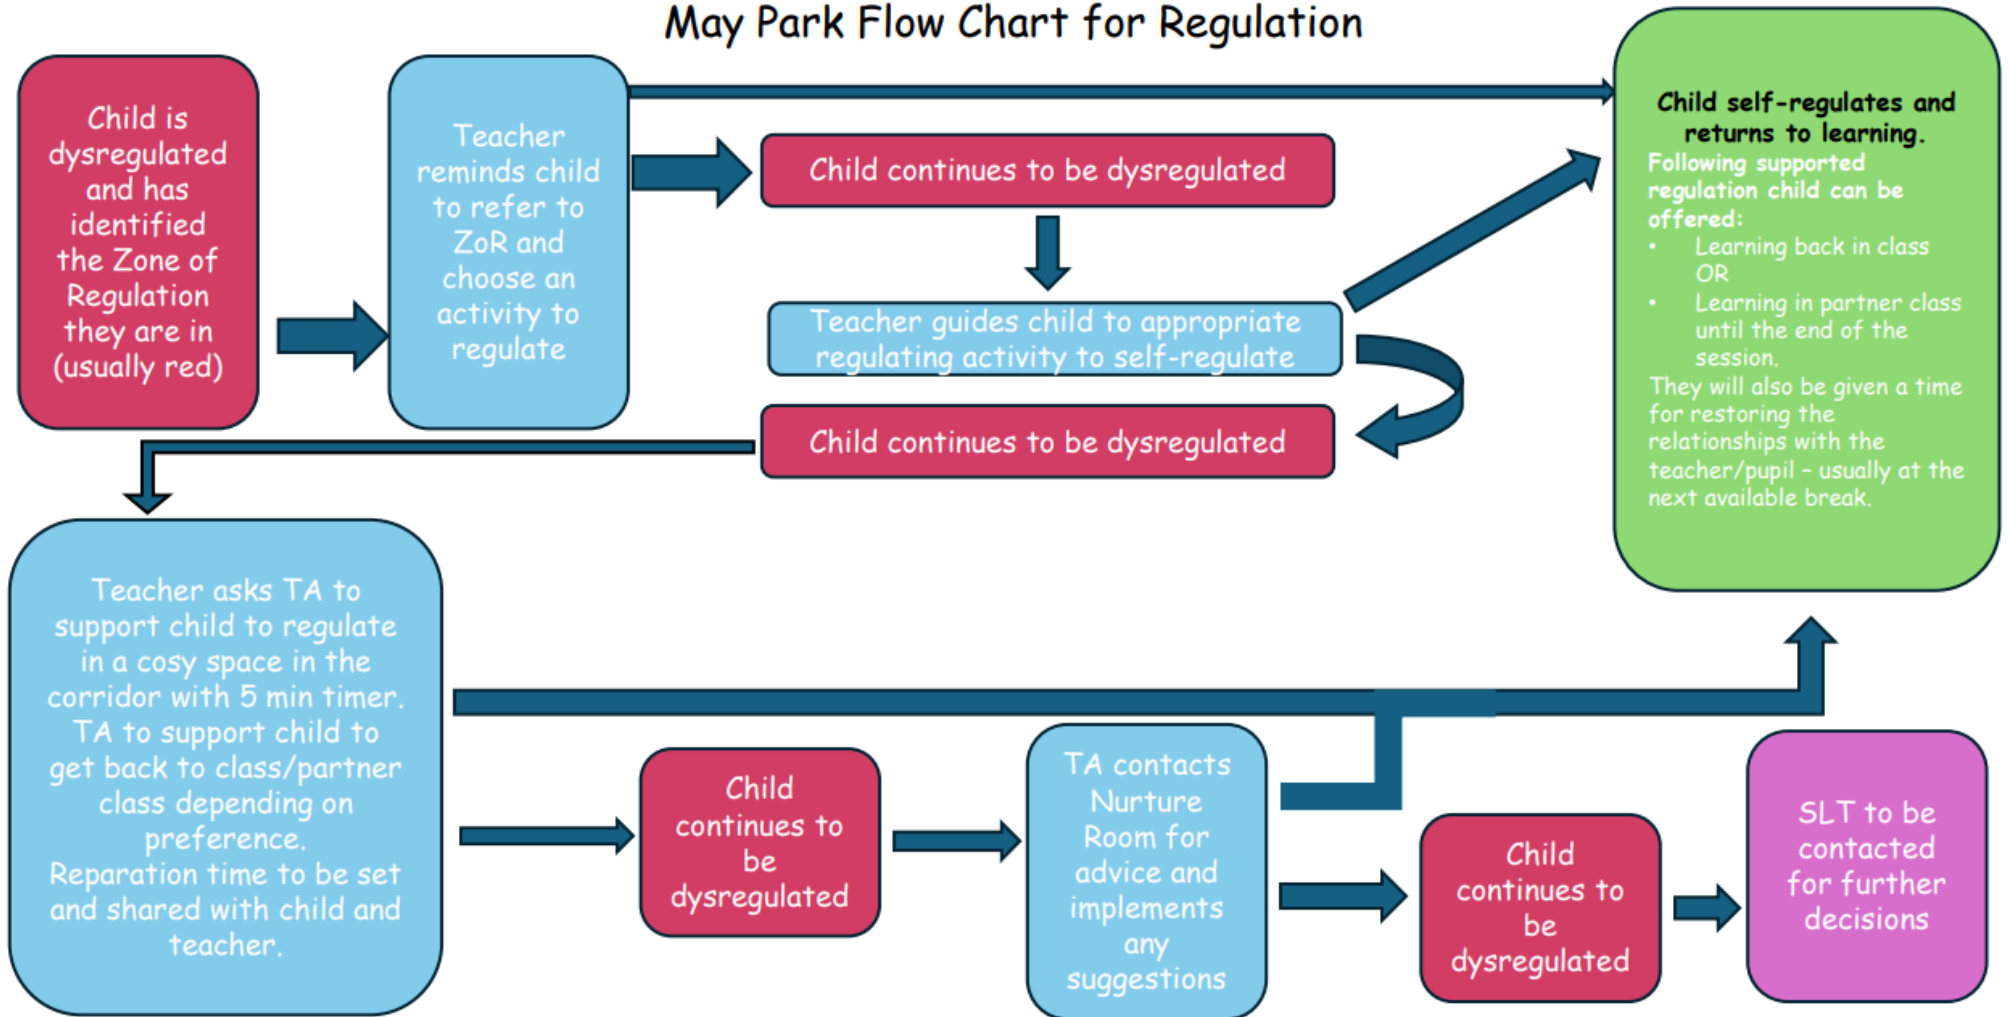 May Park Flow Chart for Regulation
Child is
dysregulated
and has
identified
the Zone of
Regulation
they are in
(usually red)
Teacher
reminds child
to refer to
ZoR and
choose an
activity to
regulate
Child continues to be dysregulated
Teacher guides child to appropriate
regulating activity to self-regulate
Child continues to be dysregulated
Child self-regulates and
returns to learning.
Following supported
regulation child can be
offered:
• Learning back in class
OR
• Learning in partner class
until the end of the
session.
They will also be given a time
for restoring the
relationships with the
teacher/pupil – usually at the
next available break.
Teacher asks TA to
support child to regulate
in a cosy space in the
corridor with 5 min timer.
TA to support child to
get back to class/partner
class depending on
preference.
Reparation time to be set
and shared with child and
teacher.
Child
continues to
be
dysregulated
TA contacts
Nurture
Room for
advice and
implements
any
suggestions
Child
continues to
be
dysregulated
SLT to be
contacted
for further
decisions